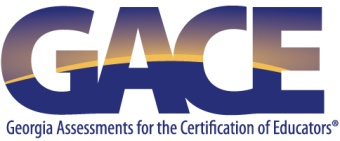 GACE
Georgia Assessments for the Certification of Educators®